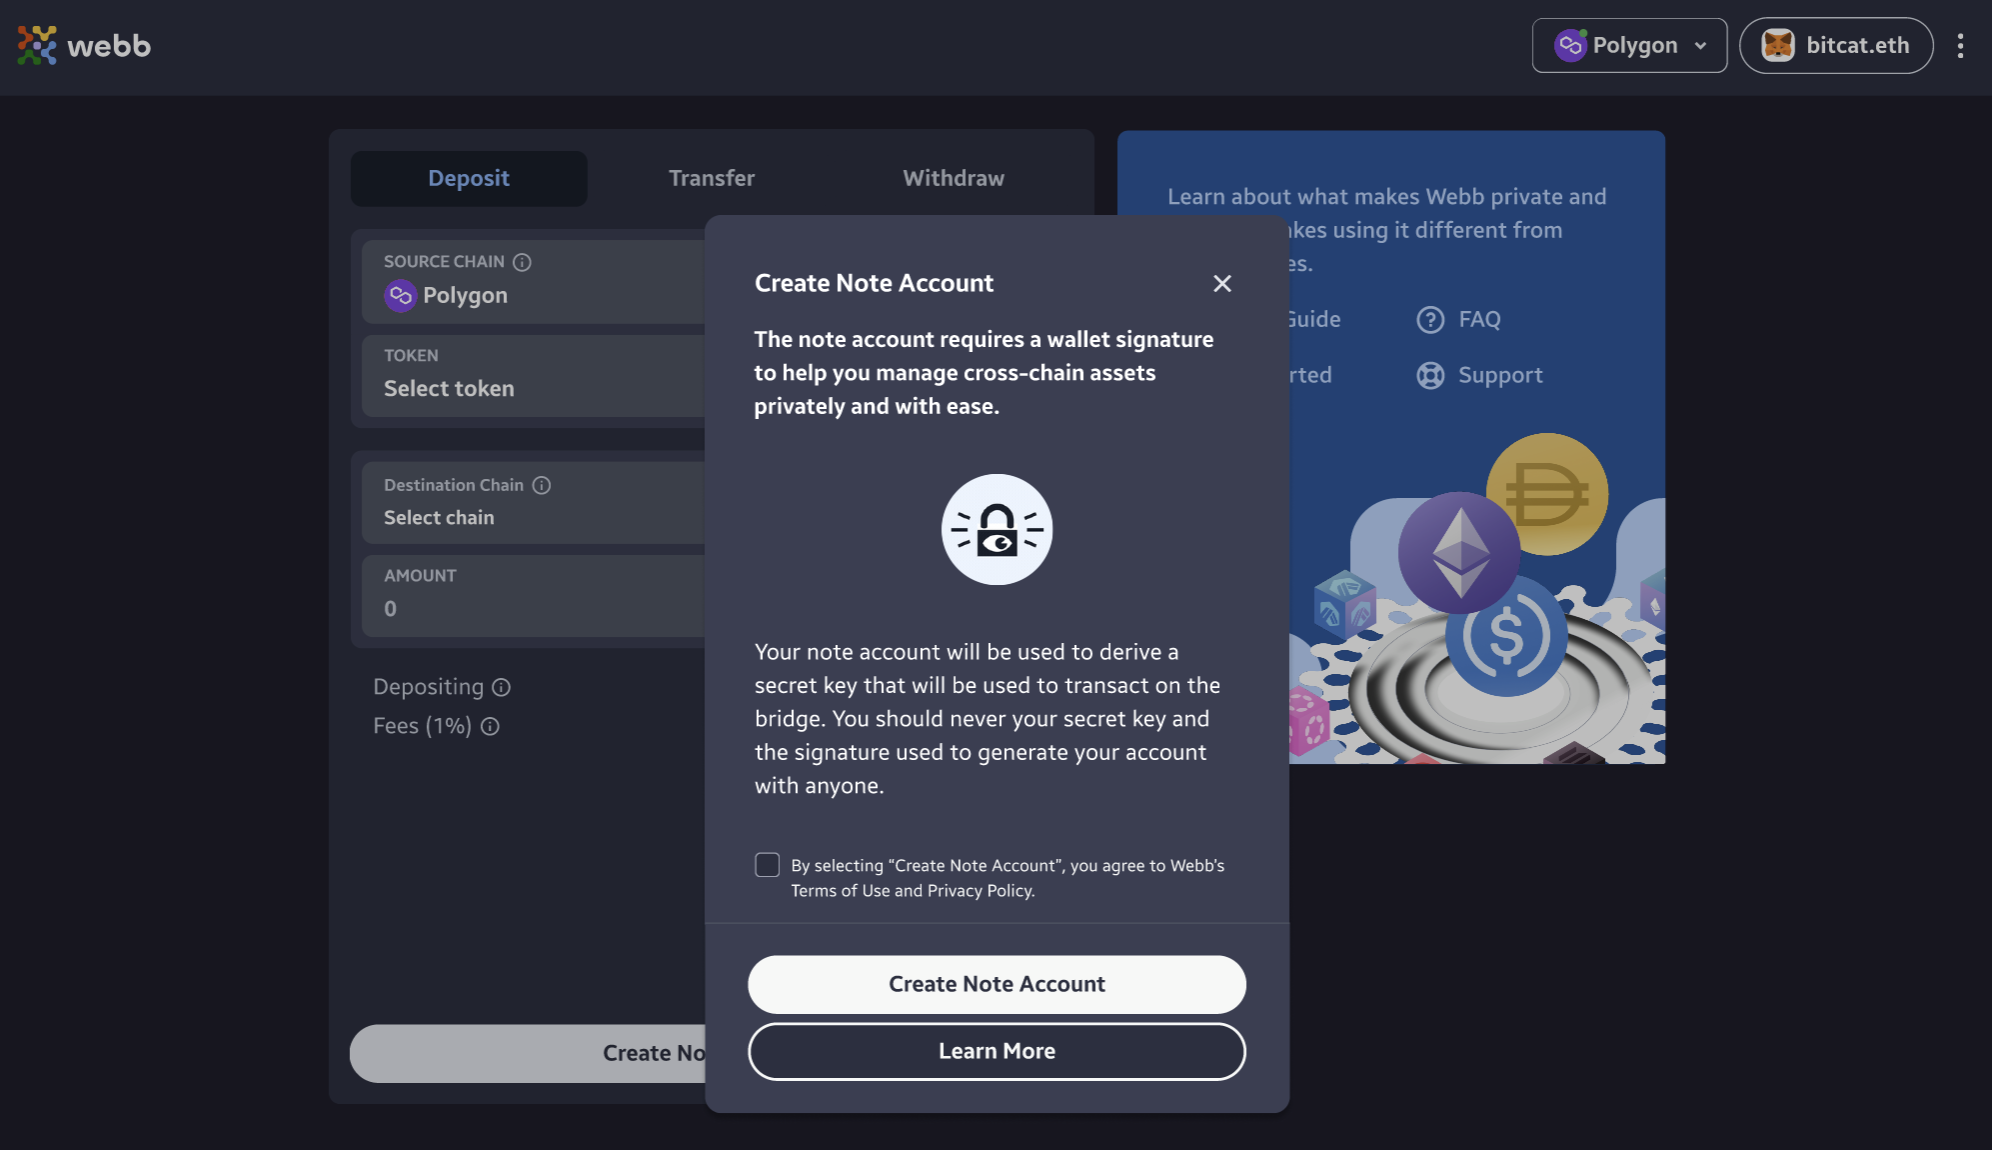 webb
Polygon
bitcat.eth
Deposit
Transfer
Withdraw
SOURCE CHAIN
Polygon
TOKEN
Select token
Destination Chain
Select chain
AMOUNT
0
Depositing
Fees (1%)
Create No
Create Note Account
The note account requires a wallet signature
to help you manage cross-chain assets
privately and with ease.
Your note account will be used to derive a
secret key that will be used to transact on the
bridge. You should never your secret key and
the signature used to generate your account
with anyone.
By selecting “Create Note Account”, you agree to Webb's
Terms of Use and Privacy Policy.
Create Note Account
Learn More
Learn about what makes Webb private and
kes using it different from
es.
Guide
FAQ
rted
Support